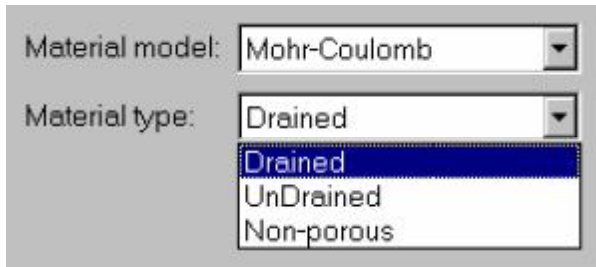 Material model: Mohr-Coulomb
Material type: Drained
Drained
UnDrained
Non-porous